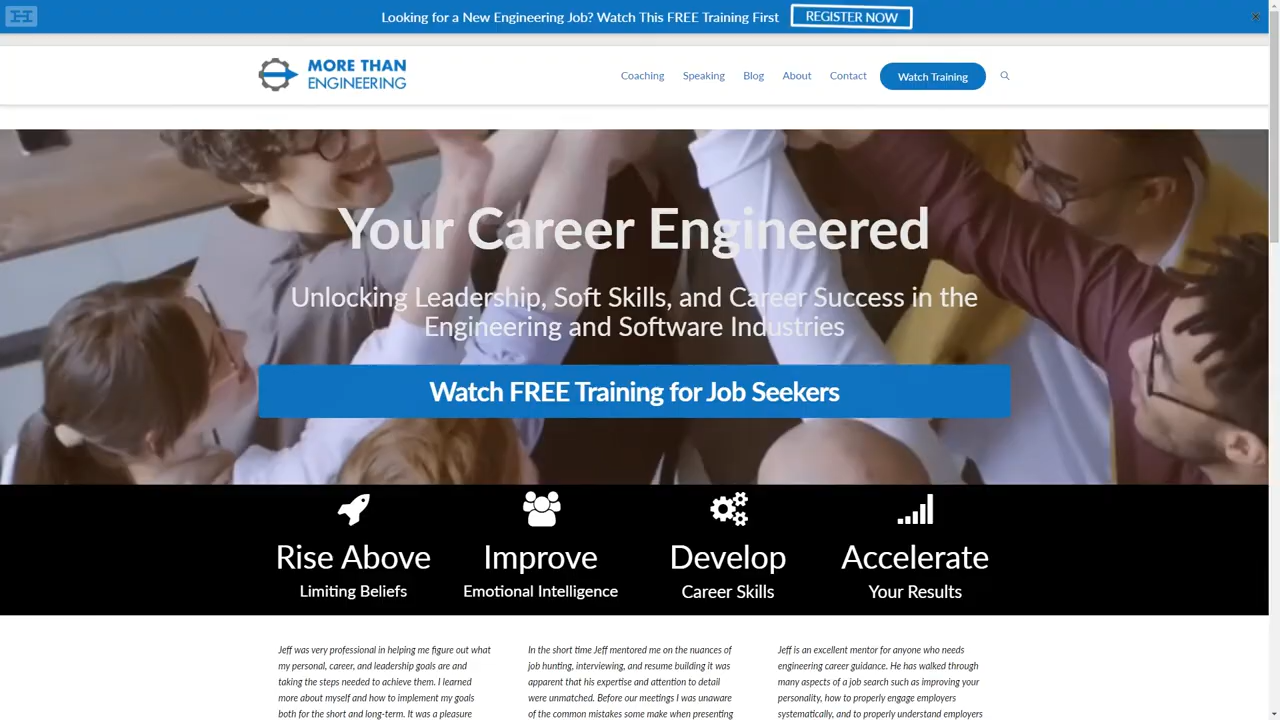 Looking for a New Engineering Job? Watch This FREE Training First
REGISTER NOW
MORE THAN
ENGINEERING
Coaching
Speaking
Blog
About
Contact
Watch Training
Your Career Engineered
Unlocking Leadership, Soft Skills, and Career Success in the
Engineering and Software Industries
Watch FREE Training for Job Seekers
Rise Above
Limiting Beliefs
Improve
Emotional Intelligence
Develop
Career Skills
Accelerate
Your Results
Jeff was very professional in helping me figure out what
my personal, career, and leadership goals are and
taking the steps needed to achieve them. I learned
more about myself and how to implement my goals
both for the short and long-term. It was a pleasure
In the short time Jeff mentored me on the nuances of
job hunting, interviewing, and resume building it was
apparent that his expertise and attention to detail
were unmatched. Before our meetings I was unaware
of the common mistakes some make when presenting
Jeff is an excellent mentor for anyone who needs
engineering career guidance. He has walked through
many aspects of a job search such as improving your
personality, how to properly engage employers
systematically, and to properly understand employers